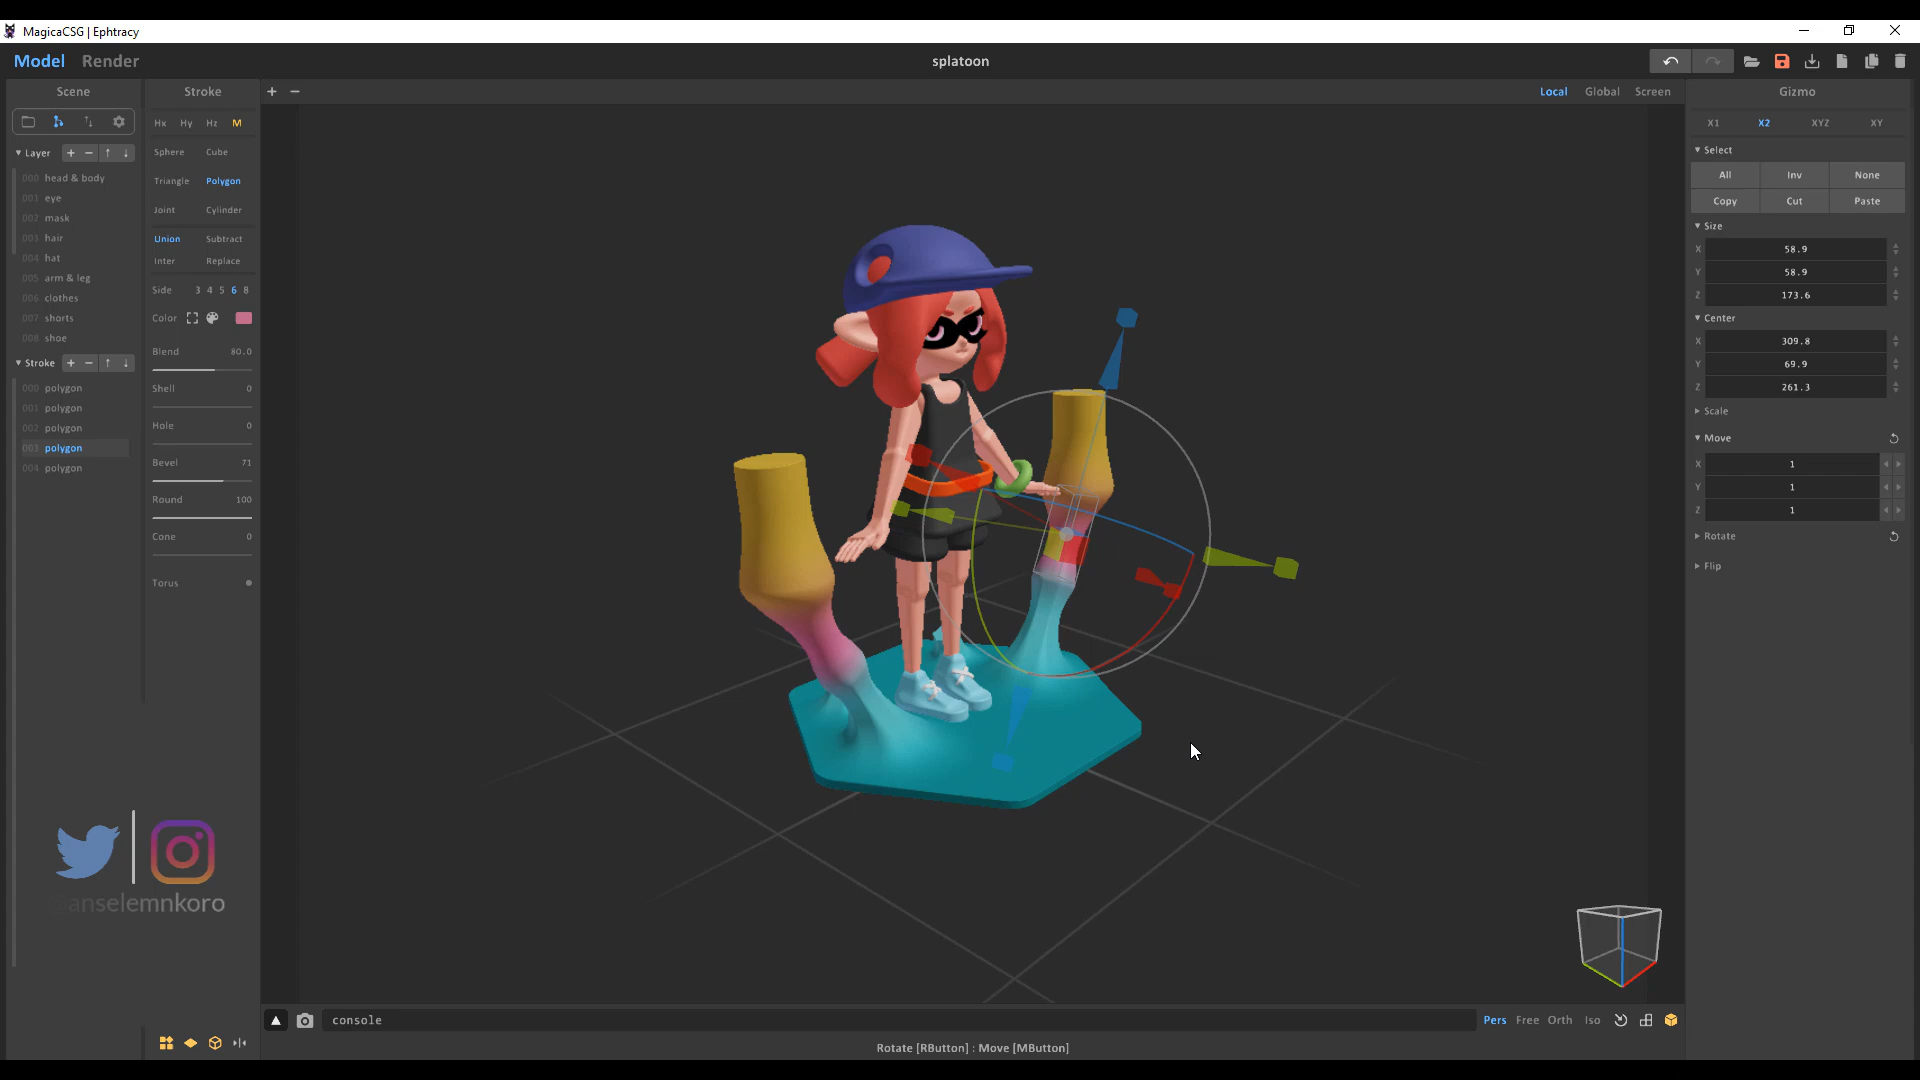 MagicaCSG | Ephtracy
Model Render
splatoon
Scene
Stroke
Local Global Screen
Gizmo
Hx Hy Hz M
X1 X2 XYZ XY
Layer + − ↑ ↓
Sphere Cube
Select
000 head & body
Triangle Polygon
All Inv None
001 eye
Joint Cylinder
Copy Cut Paste
002 mask
Size
003 hair
Union Subtract
X 58.9
004 hat
Inter Replace
Y 58.9
005 arm & leg
Side 3 4 5 6 8
Z 173.6
006 clothes
Color
Center
007 shorts
X 309.8
008 shoe
Blend 80.0
Y 69.9
Stroke + − ↑ ↓
Shell 0
Z 261.3
000 polygon
001 polygon
Hole 0
Scale
002 polygon
Move
003 polygon
Bevel 71
X 1
004 polygon
Round 100
Y 1
Z 1
Cone 0
Rotate
Torus
Flip
@anselemnkoro
console
Pers Free Orth Iso
Rotate [RButton] : Move [MButton]